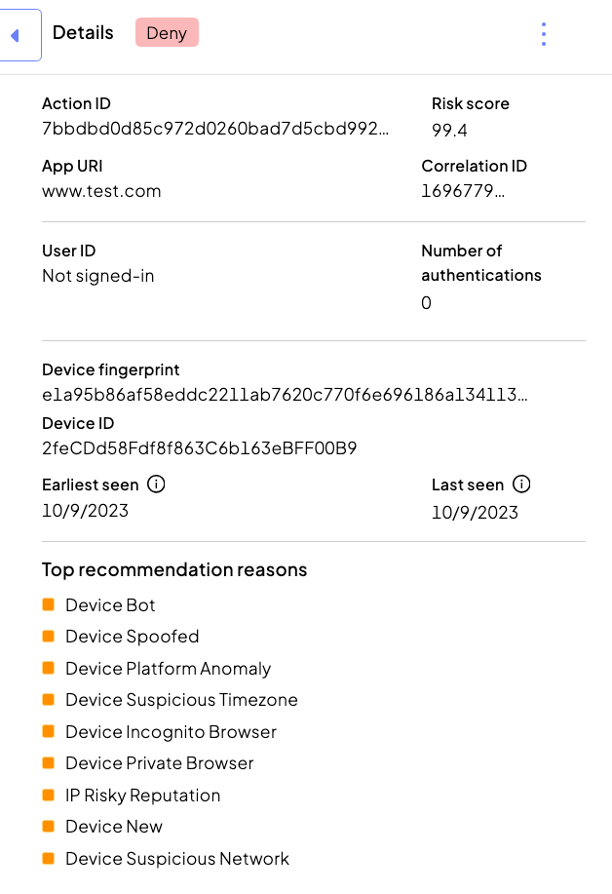 Details Deny
Action ID Risk score
7bbdbd0d85c972d0260bad7d5cbd992... 99.4
App URI Correlation ID
www.test.com 1696779...
User ID Number of
Not signed-in authentications
0
Device fingerprint
e1a95b86af58eddc2211ab7620c770f6e696186a134113...
Device ID
2feCDd58Fdf8f863C6b163eBFF00B9
Earliest seen Last seen
10/9/2023 10/9/2023
Top recommendation reasons
Device Bot
Device Spoofed
Device Platform Anomaly
Device Suspicious Timezone
Device Incognito Browser
Device Private Browser
IP Risky Reputation
Device New
Device Suspicious Network